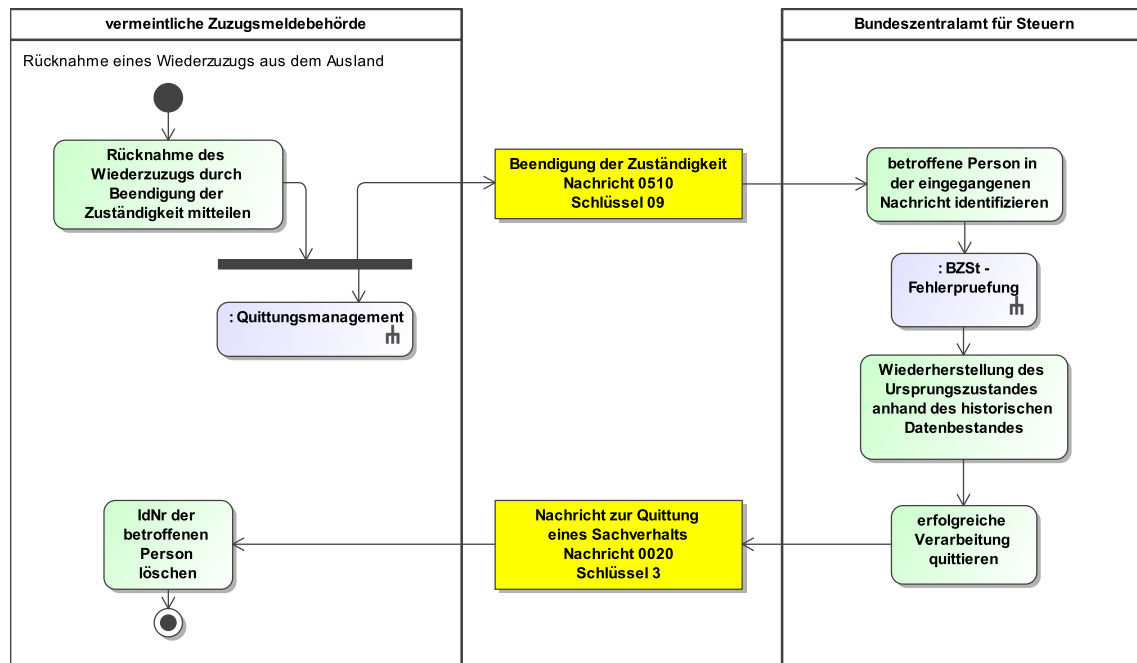 vermeintliche Zuzugsmeldebehörde
Bundeszentralamt für Steuern
Rücknahme eines Wiederzuzugs aus dem Ausland
Rücknahme des
Wiederzuzugs durch
Beendigung der
Zuständigkeit mitteilen
Beendigung der Zuständigkeit
Nachricht 0510
Schlüssel 09
betroffene Person in
der eingegangenen
Nachricht identifizieren
: Quittungsmanagement
: BZSt -
Fehlerpruefung
Wiederherstellung des
Ursprungszustandes
anhand des historischen
Datenbestandes
IdNr der
betroffenen
Person
löschen
Nachricht zur Quittung
eines Sachverhalts
Nachricht 0020
Schlüssel 3
erfolgreiche
Verarbeitung
quittieren